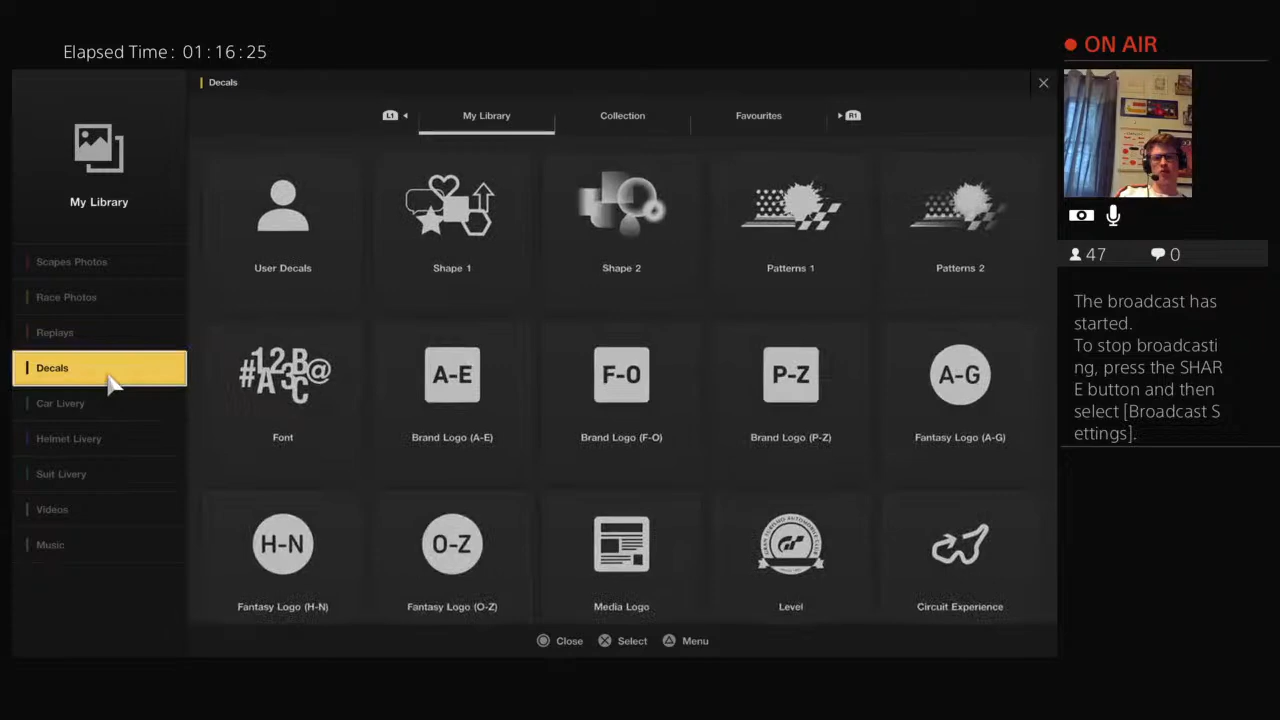 Elapsed Time: 01:16:25
ON AIR
Decals
L1 My Library Collection Favourites R1
My Library
Scapes Photos
Race Photos
Replays
Decals
Car Livery
Helmet Livery
Suit Livery
Videos
Music
User Decals Shape 1 Shape 2 Patterns 1 Patterns 2
#A123BC@ A-E F-O P-Z A-G
Font Brand Logo (A-E) Brand Logo (F-O) Brand Logo (P-Z) Fantasy Logo (A-G)
H-N O-Z
Fantasy Logo (H-N) Fantasy Logo (O-Z) Media Logo Level Circuit Experience
Close Select Menu
47 0
The broadcast has
started.
To stop broadcasti
ng, press the SHAR
E button and then
select [Broadcast S
ettings].